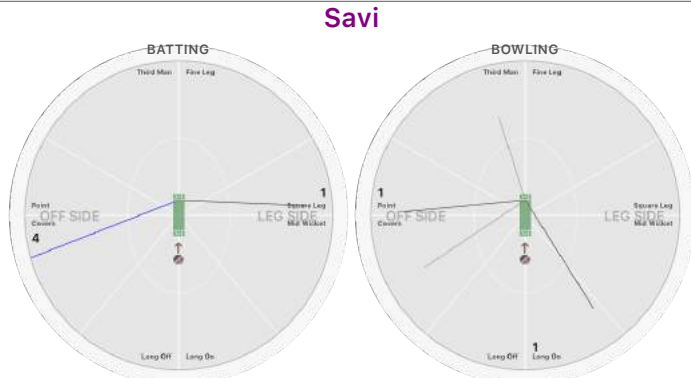 Savi
BATTING
BOWLING
Third Man Fine Leg
Third Man Fine Leg
1
1
Point
Square Leg
Point
Square Leg
OFF SIDE
LEG SIDE
OFF SIDE
LEG SIDE
Covers
Mid Wicket
Covers
Mid Wicket
4
1
Long Off Long On
Long Off Long On